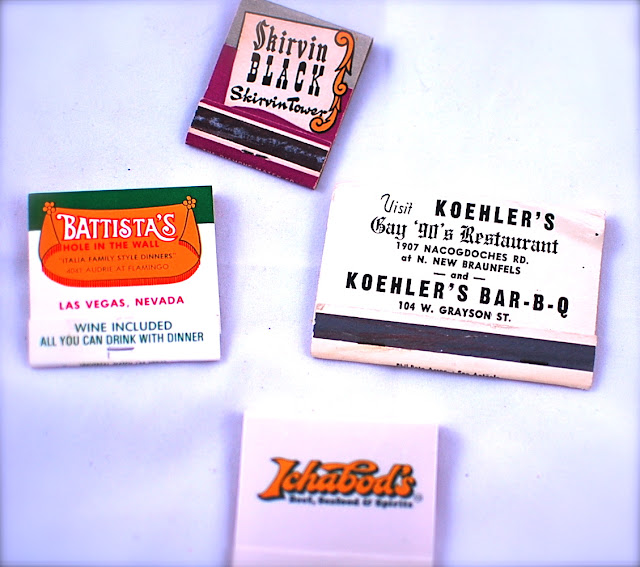 Skirvin
BLACK
Skirvin Tower
BATTISTA'S
HOLE IN THE WALL
"ITALIA FAMILY STYLE DINNERS"
4041 AUDRIE AT FLAMINGO
LAS VEGAS, NEVADA
WINE INCLUDED
ALL YOU CAN DRINK WITH DINNER
Visit KOEHLER'S
Gay '90's Restaurant
1907 NACOGDOCHES RD.
at N. NEW BRAUNFELS
— and —
KOEHLER'S BAR-B-Q
104 W. GRAYSON ST.
Ichabod's
Beef, Seafood & Spirits